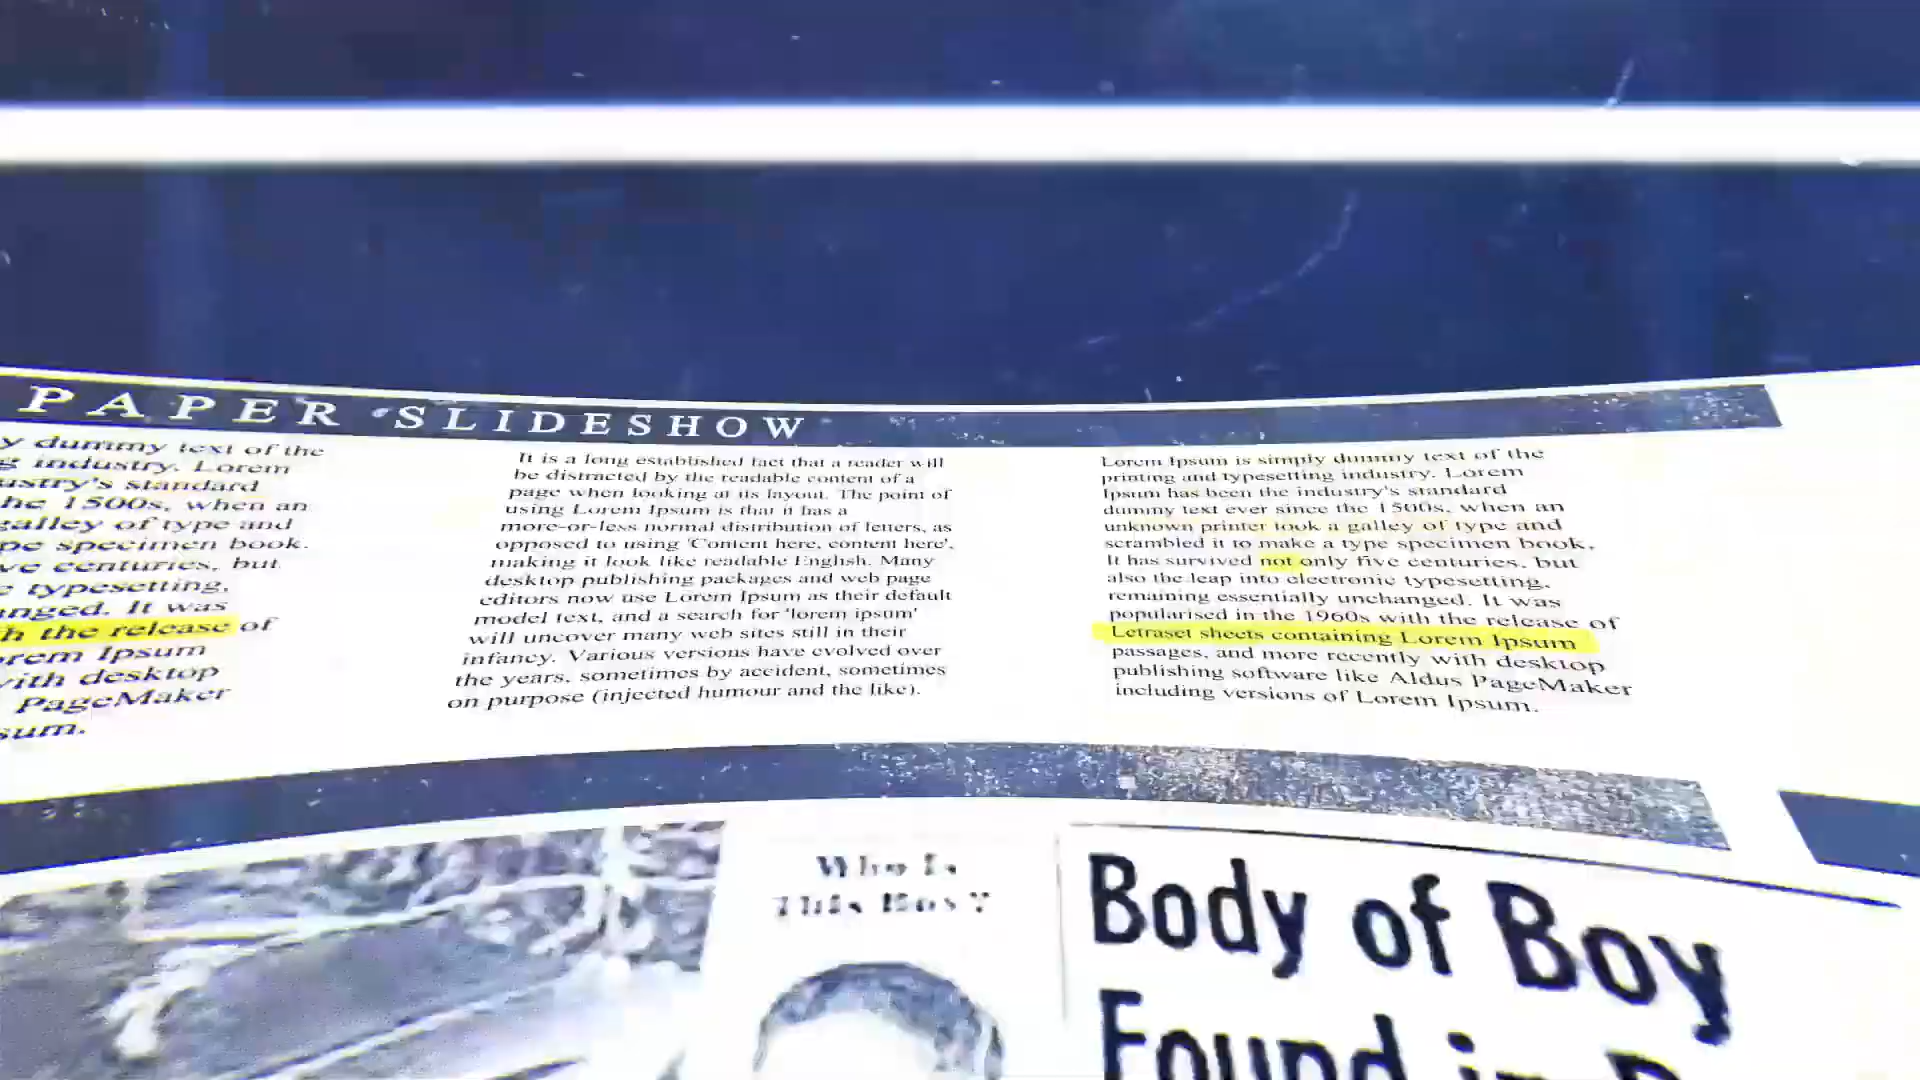 PAPER SLIDESHOW
y dummy text of the
g industry. Lorem
ustry's standard
he 1500s, when an
galley of type and
pe specimen book.
ve centuries, but
c typesetting,
anged. It was
h the release of
orem Ipsum
with desktop
PageMaker
sum.
It is a long established fact that a reader will
be distracted by the readable content of a
page when looking at its layout. The point of
using Lorem Ipsum is that it has a
more-or-less normal distribution of letters, as
opposed to using 'Content here, content here',
making it look like readable English. Many
desktop publishing packages and web page
editors now use Lorem Ipsum as their default
model text, and a search for 'lorem ipsum'
will uncover many web sites still in their
infancy. Various versions have evolved over
the years, sometimes by accident, sometimes
on purpose (injected humour and the like).
Lorem Ipsum is simply dummy text of the
printing and typesetting industry. Lorem
Ipsum has been the industry's standard
dummy text ever since the 1500s, when an
unknown printer took a galley of type and
scrambled it to make a type specimen book.
It has survived not only five centuries, but
also the leap into electronic typesetting,
remaining essentially unchanged. It was
popularised in the 1960s with the release of
Letraset sheets containing Lorem Ipsum
passages, and more recently with desktop
publishing software like Aldus PageMaker
including versions of Lorem Ipsum.
Who Is
This Boy?
Body of Boy
Found in